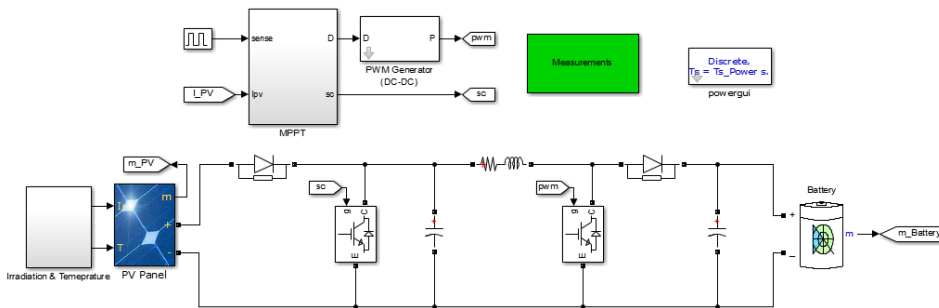 sense
D
D
P
pwm
PWM Generator
(DC-DC)
I_PV
Ipv
sc
sc
MPPT
Measurements
Discrete,
Ts = Ts_Power s.
powergui
m_PV
m
+
-
T
PV Panel
Irradiation & Temeprature
sc
g
C
E
+
+
pwm
g
C
E
+
Battery
+
m
_
m_Battery